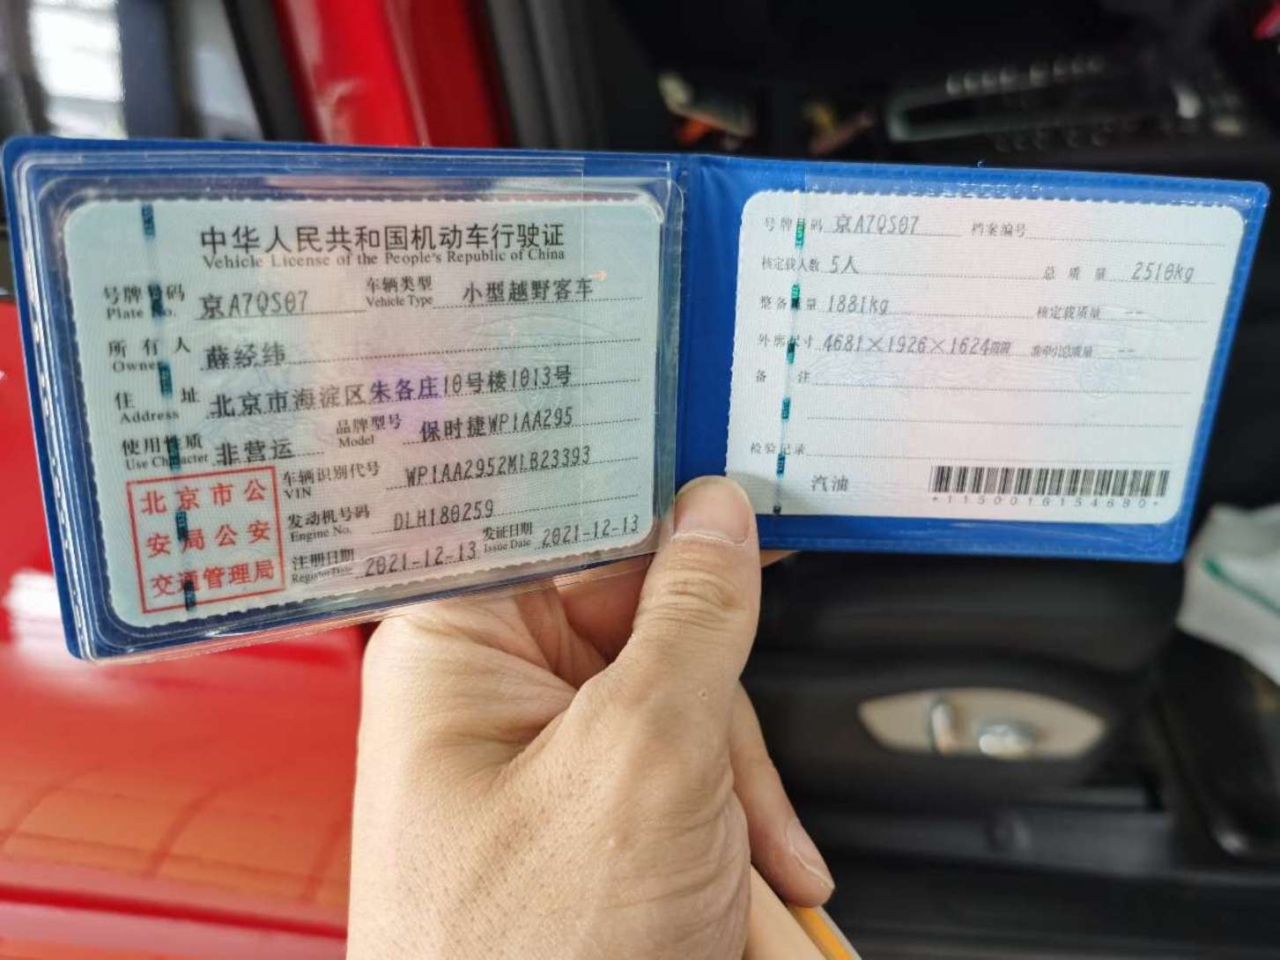 中华人民共和国机动车行驶证
Vehicle License of the People's Republic of China
号牌号码 京A7QS07 车辆类型 小型越野客车
Plate No. Vehicle Type
所有人 薛经纬
Owner
住址 北京市海淀区朱各庄10号楼1013号
Address
使用性质 非营运 品牌型号 保时捷WP1AA295
Use Character Model
车辆识别代号 WP1AA2952MLB23393
VIN
发动机号码 DLH180259
Engine No.
注册日期 2021-12-13 发证日期 2021-12-13
Register Date Issue Date
北京市公
安局公安
交通管理局
号牌号码 京A7QS07 档案编号
核定载人数 5人 总质量 2510kg
整备质量 1881kg 核定载质量 --
外廓尺寸 4681×1926×1624mm 准牵引总质量 --
备注
检验记录
汽油
*1150016154680*